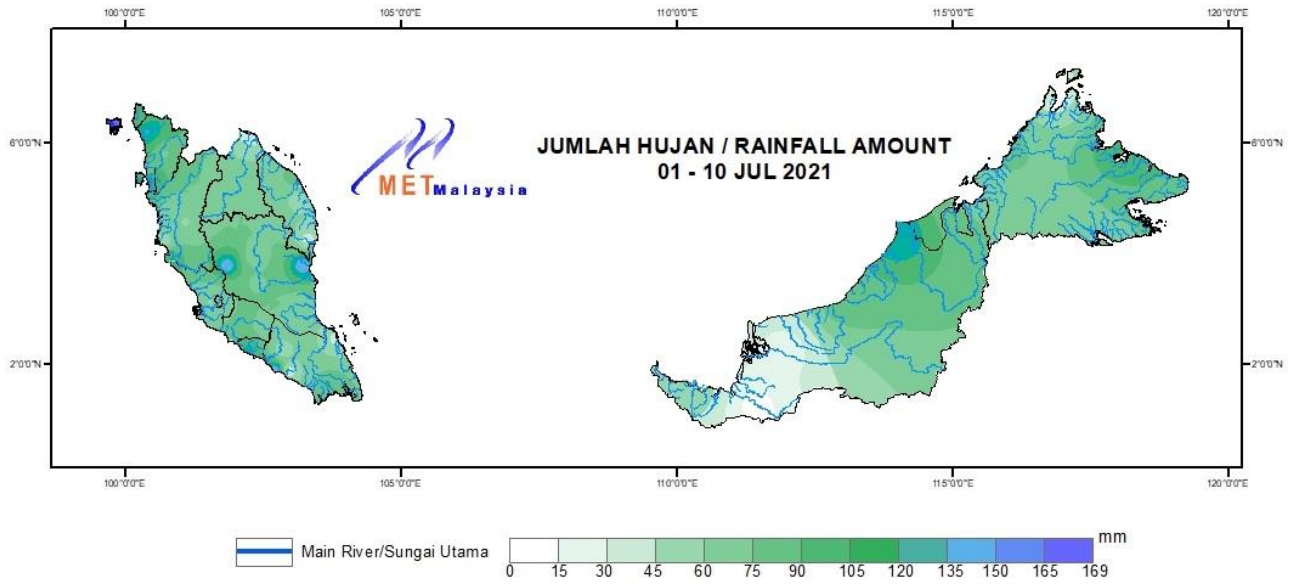 100°0'0"E 105°0'0"E 110°0'0"E 115°0'0"E 120°0'0"E
JUMLAH HUJAN / RAINFALL AMOUNT
01 - 10 JUL 2021
MET Malaysia
6°0'0"N 6°0'0"N
2°0'0"N 2°0'0"N
100°0'0"E 105°0'0"E 110°0'0"E 115°0'0"E 120°0'0"E
Main River/Sungai Utama
mm
0 15 30 45 60 75 90 105 120 135 150 165 169